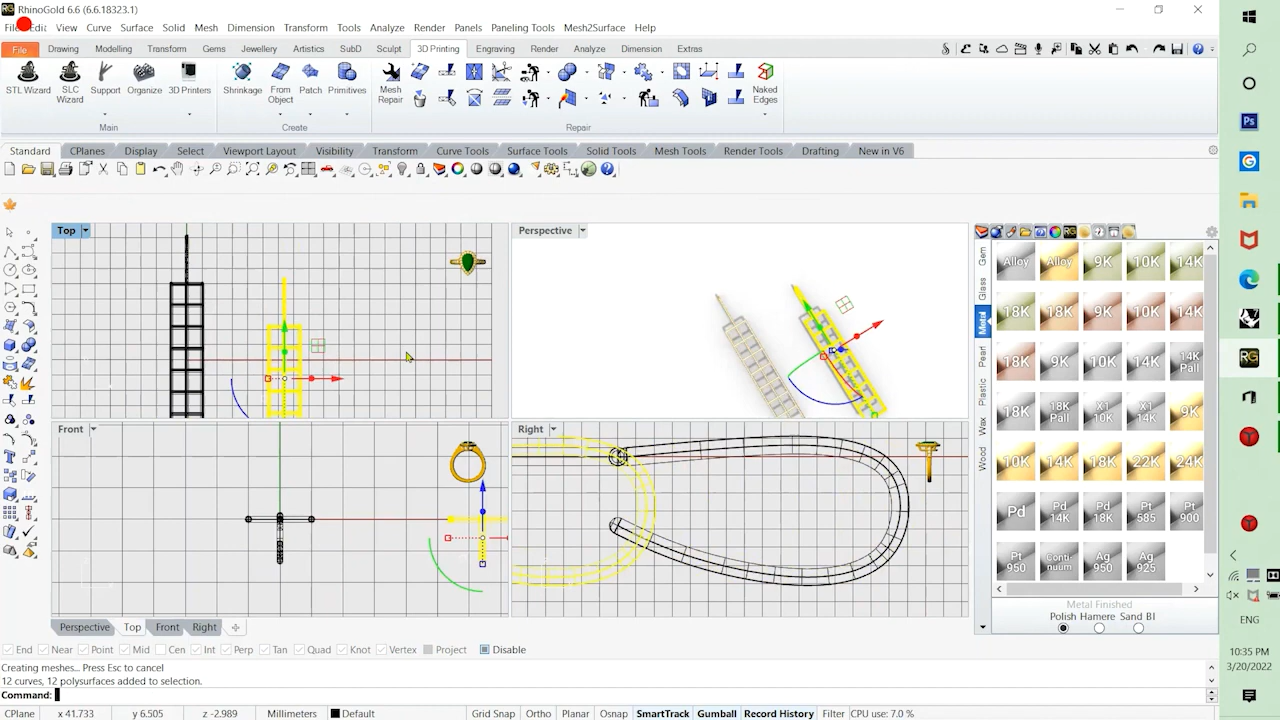 RG RhinoGold 6.6 (6.6.18323.1)
File Edit View Curve Surface Solid Mesh Dimension Transform Tools Analyze Render Panels Paneling Tools Mesh2Surface Help
File Drawing Modelling Transform Gems Jewellery Artistics SubD Sculpt 3D Printing Engraving Render Analyze Dimension Extras
STL Wizard SLC Wizard Support Organize 3D Printers Shrinkage From Object Patch Primitives Mesh Repair Naked Edges
Main Create Repair
Standard CPlanes Display Select Viewport Layout Visibility Transform Curve Tools Surface Tools Solid Tools Mesh Tools Render Tools Drafting New in V6
Top Perspective
Front Right
Gem
Glass
Metal
Pearl
Plastic
Wax
Wood
Alloy Alloy 9K 10K 14K
18K 9K 10K 14K
18K 9K 10K 14K 14K Pall
18K 18K Pall X1 10K X1 14K 9K
10K 14K 18K 22K 24K
Pd Pd 14K Pd 18K Pt 585 Pt 900
Pt 950 Conti nuum Ag 950 Ag 925
Metal Finished
Polish Hamere Sand Bl
Perspective Top Front Right
End Near Point Mid Cen Int Perp Tan Quad Knot Vertex Project Disable
Creating meshes... Press Esc to cancel
12 curves, 12 polysurfaces added to selection.
Command:
CPlane x 41.733 y 6.505 z -2.989 Millimeters Default Grid Snap Ortho Planar Osnap SmartTrack Gumball Record History Filter CPU use: 7.0 %
Ps
RG
ENG
10:35 PM
3/20/2022